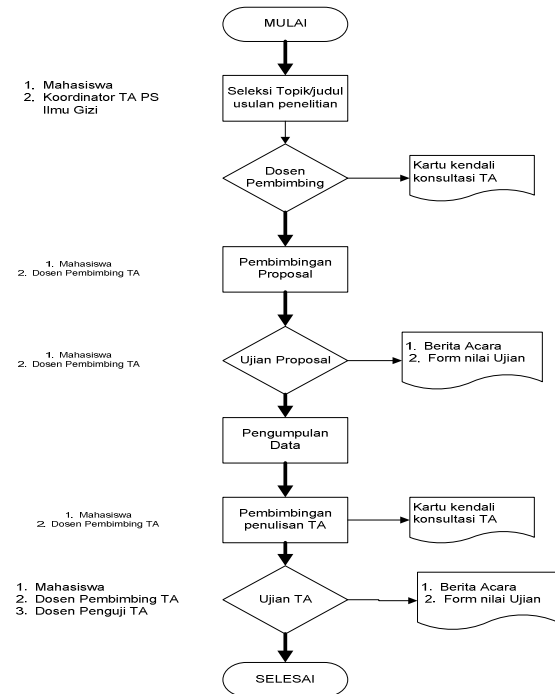 MULAI
1. Mahasiswa
2. Koordinator TA PS
Ilmu Gizi
Seleksi Topik/judul
usulan penelitian
Dosen
Pembimbing
Kartu kendali
konsultasi TA
1. Mahasiswa
2. Dosen Pembimbing TA
Pembimbingan
Proposal
1. Mahasiswa
2. Dosen Pembimbing TA
Ujian Proposal
1. Berita Acara
2. Form nilai Ujian
Pengumpulan
Data
1. Mahasiswa
2. Dosen Pembimbing TA
Pembimbingan
penulisan TA
Kartu kendali
konsultasi TA
1. Mahasiswa
2. Dosen Pembimbing TA
3. Dosen Penguji TA
Ujian TA
1. Berita Acara
2. Form nilai Ujian
SELESAI